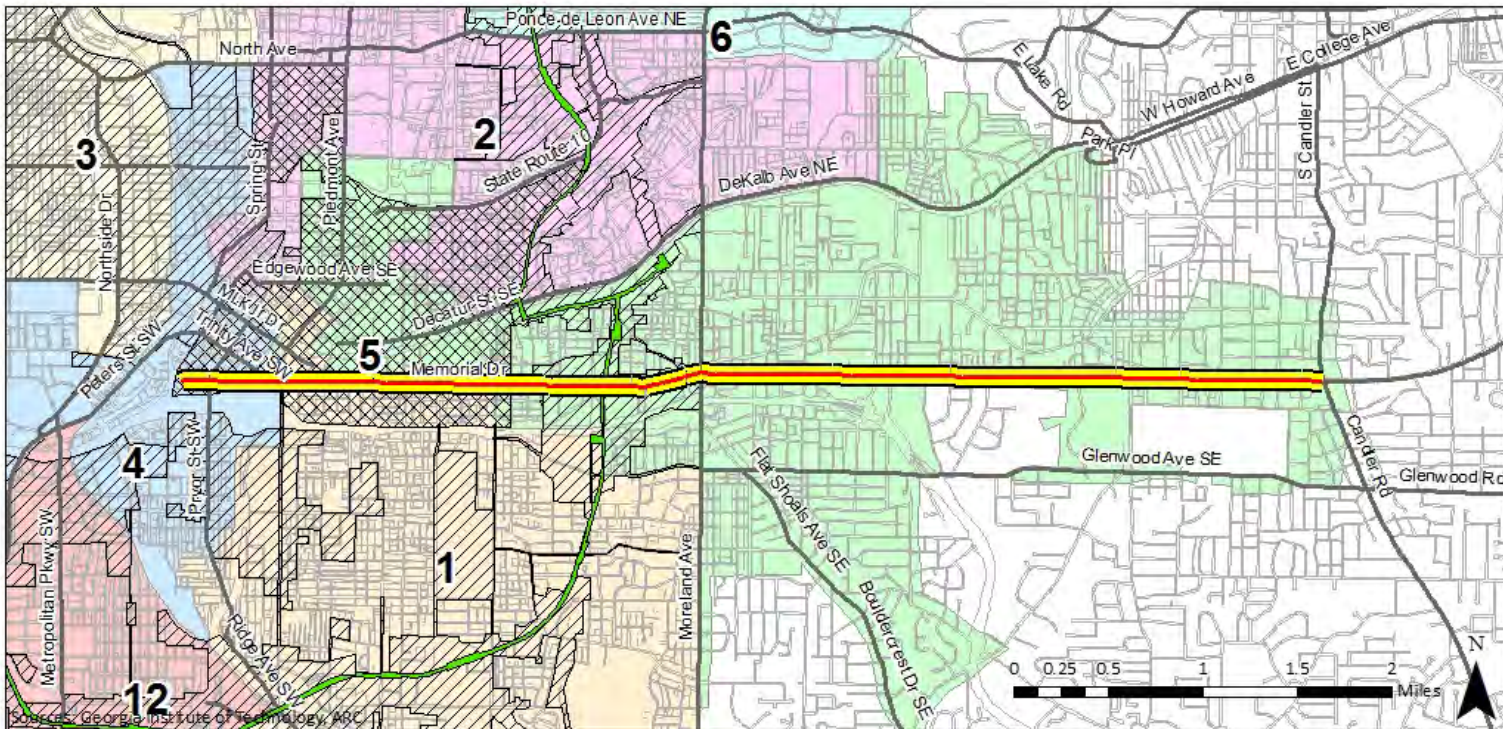 Ponce de Leon Ave NE
6
North Ave
E Lake Rd
E College Ave
W Howard Ave
3
2
State Route 10
Park Pl
S Candler St
Spring St
Piedmont Ave
DeKalb Ave NE
Northside Dr
Edgewood Ave SE
MLK Jr Dr
Decatur St SE
Trinity Ave SW
Peters St SW
5
Memorial Dr
4
Pryor St SW
Candler Rd
Glenwood Ave SE
Glenwood Rd
Flat Shoals Ave SE
1
Moreland Ave
Metropolitan Pkwy SW
Bouldercrest Dr SE
Ridge Ave SW
N
0 0.25 0.5 1 1.5 2
Miles
12
Sources: Georgia Institute of Technology, ARC